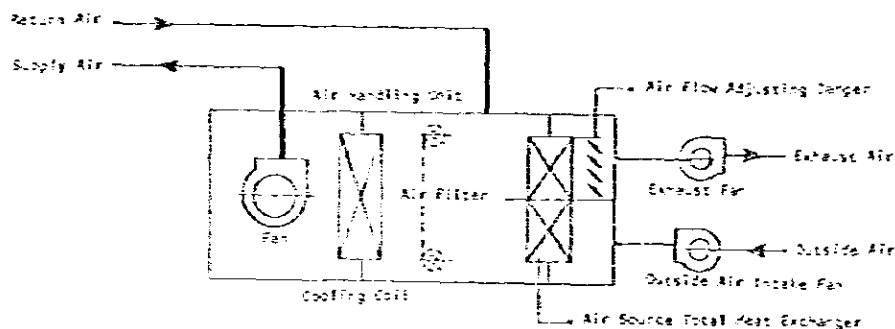 Return Air
Supply Air
Air Handling Unit
Air Flow Adjusting Damper
Exhaust Air
Exhaust Fan
Air Filter
Fan
Outside Air
Outside Air Intake Fan
Cooling Coil
Air Source Total Heat Exchanger